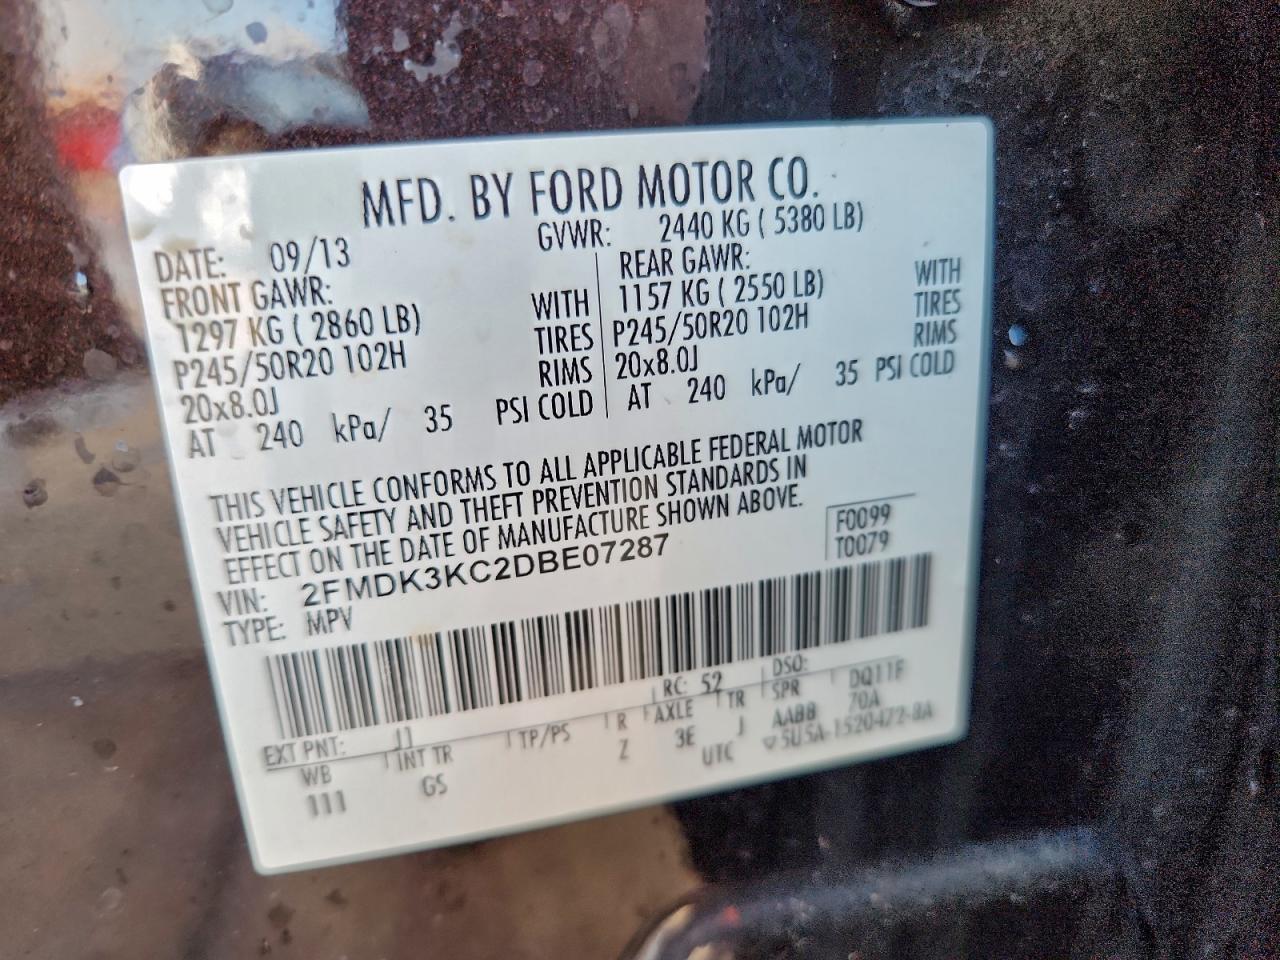 MFD. BY FORD MOTOR CO.
DATE: 09/13 GVWR: 2440 KG ( 5380 LB)
FRONT GAWR: REAR GAWR:
1297 KG ( 2860 LB) WITH 1157 KG ( 2550 LB) WITH
P245/50R20 102H TIRES P245/50R20 102H TIRES
20x8.0J RIMS 20x8.0J RIMS
AT 240 kPa/ 35 PSI COLD AT 240 kPa/ 35 PSI COLD
THIS VEHICLE CONFORMS TO ALL APPLICABLE FEDERAL MOTOR
VEHICLE SAFETY AND THEFT PREVENTION STANDARDS IN
EFFECT ON THE DATE OF MANUFACTURE SHOWN ABOVE.
VIN: 2FMDK3KC2DBE07287 F0099
TYPE: MPV T0079
EXT PNT: J1 RC: 52 DSO:
WB INT TR TP/PS R AXLE TR SPR DQ11F
111 GS Z 3E J AABB 70A
UTC ▽5U5A-1520472-8A